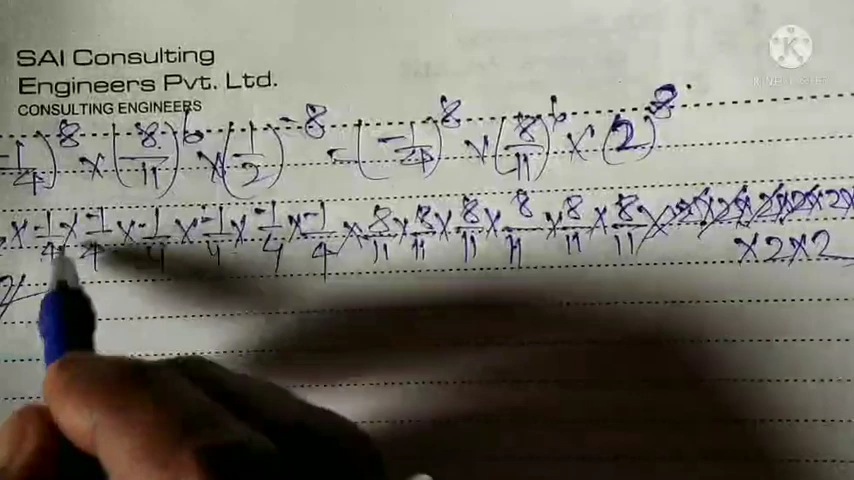 SAI Consulting
Engineers Pvt. Ltd.
CONSULTING ENGINEERS
K
(-1/4)^8 × (8/11)^6 × (1/2)^-8 = (-1/4)^8 × (8/11)^6 × (2)^8
× -1/4 × -1/4 × -1/4 × -1/4 × -1/4 × -1/4 × 8/11 × 8/11 × 8/11 × 8/11 × 8/11 × 8/11
×2×2